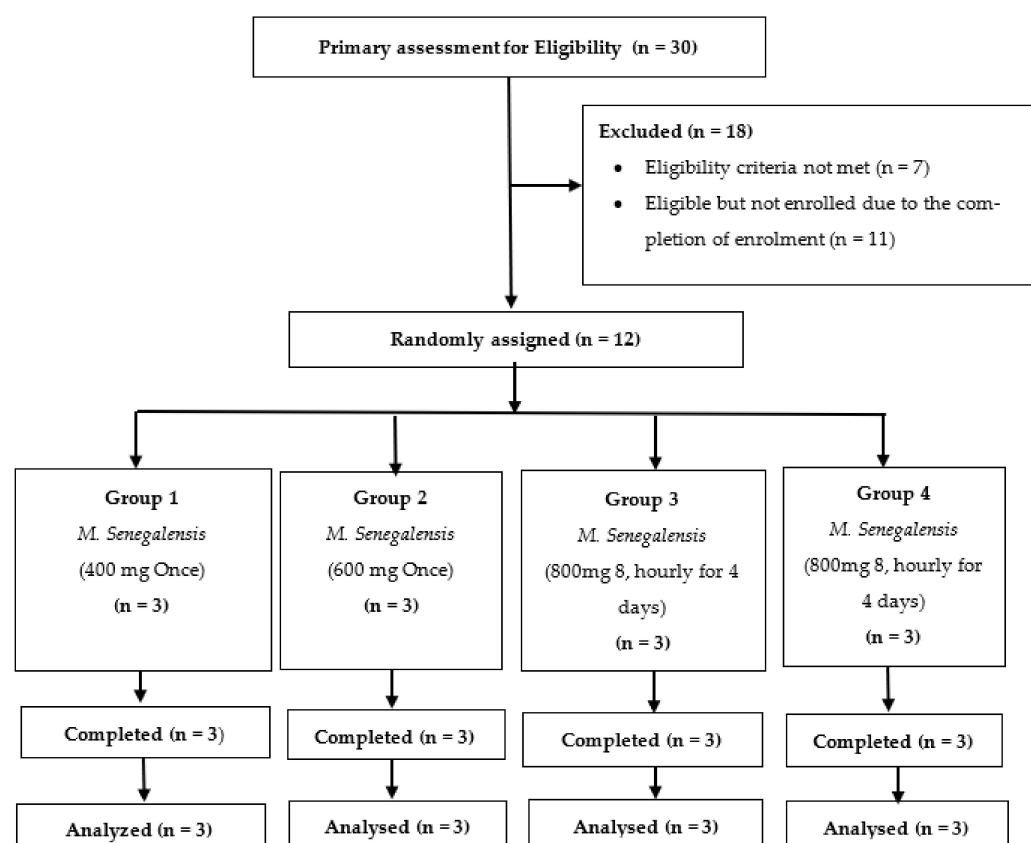 Primary assessment for Eligibility (n = 30)
Excluded (n = 18)
• Eligibility criteria not met (n = 7)
• Eligible but not enrolled due to the com-
pletion of enrolment (n = 11)
Randomly assigned (n = 12)
Group 1
M. Senegalensis
(400 mg Once)
(n = 3)
Group 2
M. Senegalensis
(600 mg Once)
(n = 3)
Group 3
M. Senegalensis
(800mg 8, hourly for 4
days)
(n = 3)
Group 4
M. Senegalensis
(800mg 8, hourly for
4 days)
(n = 3)
Completed (n = 3)
Completed (n = 3)
Completed (n = 3)
Completed (n = 3)
Analyzed (n = 3)
Analysed (n = 3)
Analysed (n = 3)
Analysed (n = 3)